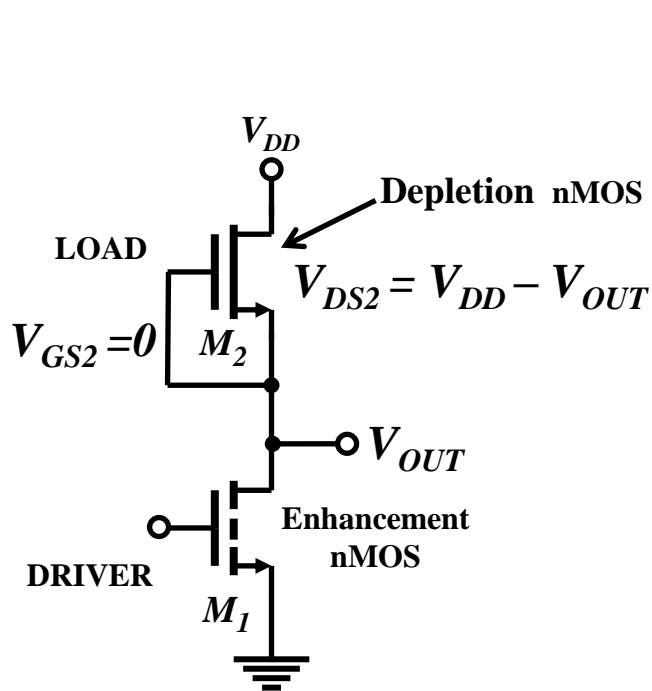 V_DD
Depletion nMOS
LOAD
V_DS2 = V_DD – V_OUT
V_GS2 =0
M_2
V_OUT
Enhancement
nMOS
DRIVER
M_1